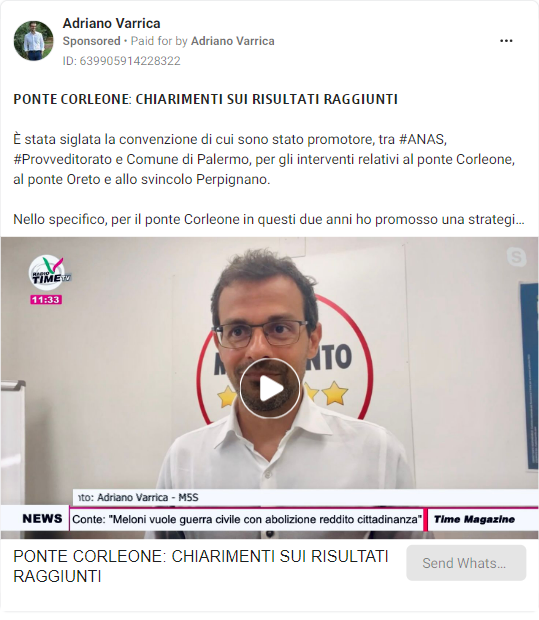 Adriano Varrica
Sponsored • Paid for by Adriano Varrica
ID: 639905914228322
PONTE CORLEONE: CHIARIMENTI SUI RISULTATI RAGGIUNTI
È stata siglata la convenzione di cui sono stato promotore, tra #ANAS,
#Provveditorato e Comune di Palermo, per gli interventi relativi al ponte Corleone,
al ponte Oreto e allo svincolo Perpignano.
Nello specifico, per il ponte Corleone in questi due anni ho promosso una strategi...
RADIO
TIME TV
11:33
NTO
nto: Adriano Varrica - M5S
NEWS Conte: "Meloni vuole guerra civile con abolizione reddito cittadinanza" Time Magazine
PONTE CORLEONE: CHIARIMENTI SUI RISULTATI
RAGGIUNTI
Send Whats...